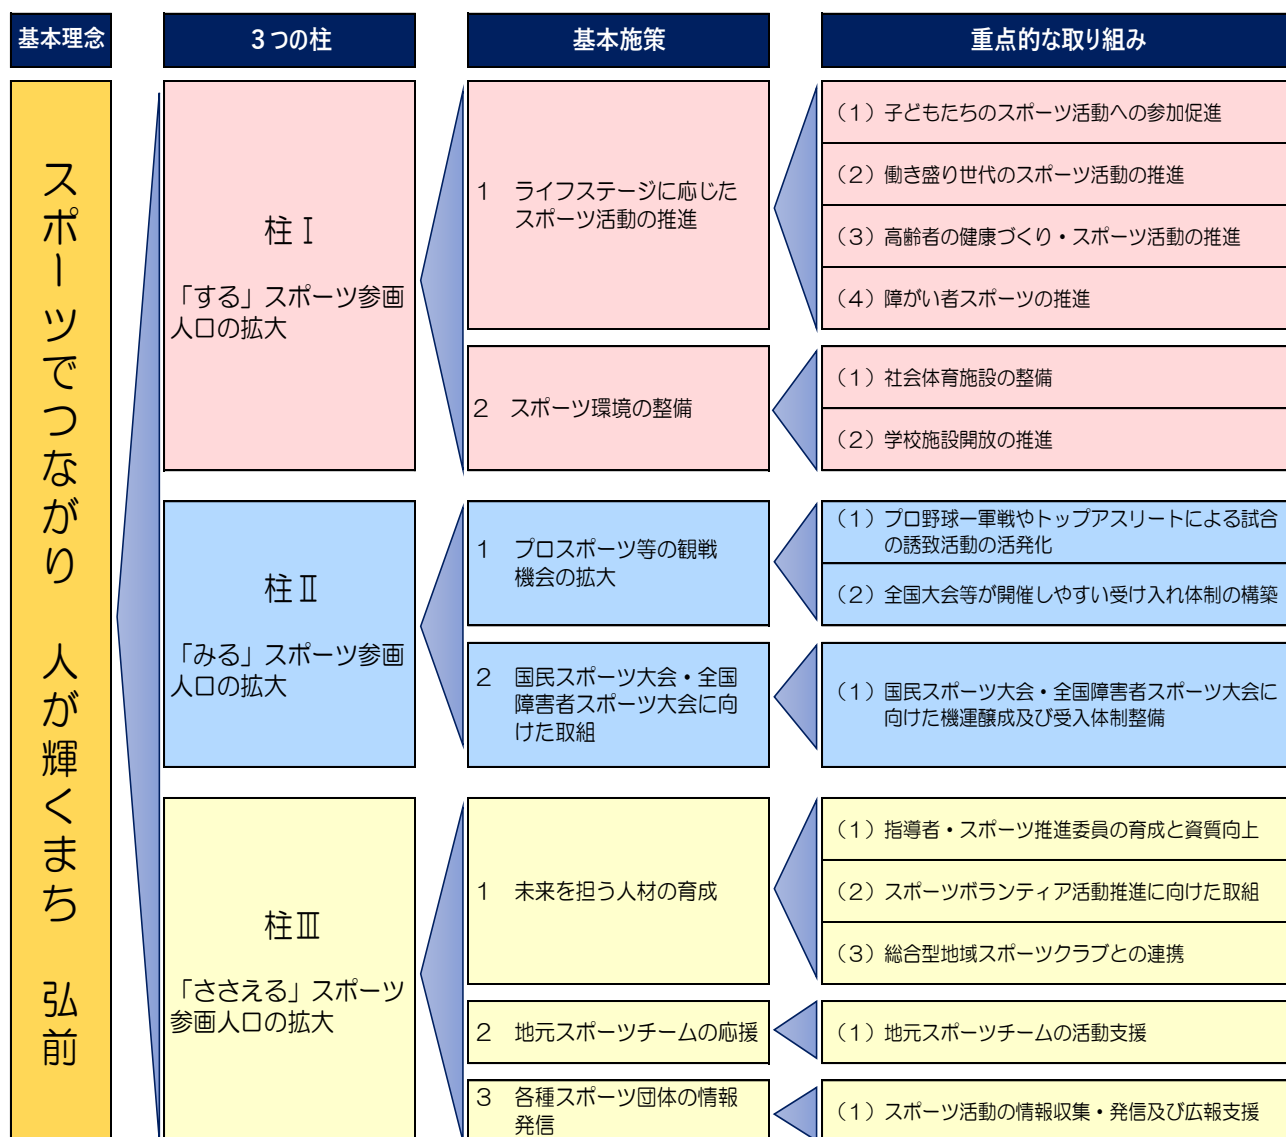 基本理念
3つの柱
基本施策
重点的な取り組み
スポーツでつながり　人が輝くまち　弘前
柱Ⅰ
「する」スポーツ参画
人口の拡大
1　ライフステージに応じた
スポーツ活動の推進
（1）子どもたちのスポーツ活動への参加促進
（2）働き盛り世代のスポーツ活動の推進
（3）高齢者の健康づくり・スポーツ活動の推進
（4）障がい者スポーツの推進
2　スポーツ環境の整備
（1）社会体育施設の整備
（2）学校施設開放の推進
柱Ⅱ
「みる」スポーツ参画
人口の拡大
1　プロスポーツ等の観戦
機会の拡大
（1）プロ野球一軍戦やトップアスリートによる試合
の誘致活動の活発化
（2）全国大会等が開催しやすい受け入れ体制の構築
2　国民スポーツ大会・全国
障害者スポーツ大会に向
けた取組
（1）国民スポーツ大会・全国障害者スポーツ大会に
向けた機運醸成及び受入体制整備
柱Ⅲ
「ささえる」スポーツ
参画人口の拡大
1　未来を担う人材の育成
（1）指導者・スポーツ推進委員の育成と資質向上
（2）スポーツボランティア活動推進に向けた取組
（3）総合型地域スポーツクラブとの連携
2　地元スポーツチームの応援
（1）地元スポーツチームの活動支援
3　各種スポーツ団体の情報
発信
（1）スポーツ活動の情報収集・発信及び広報支援